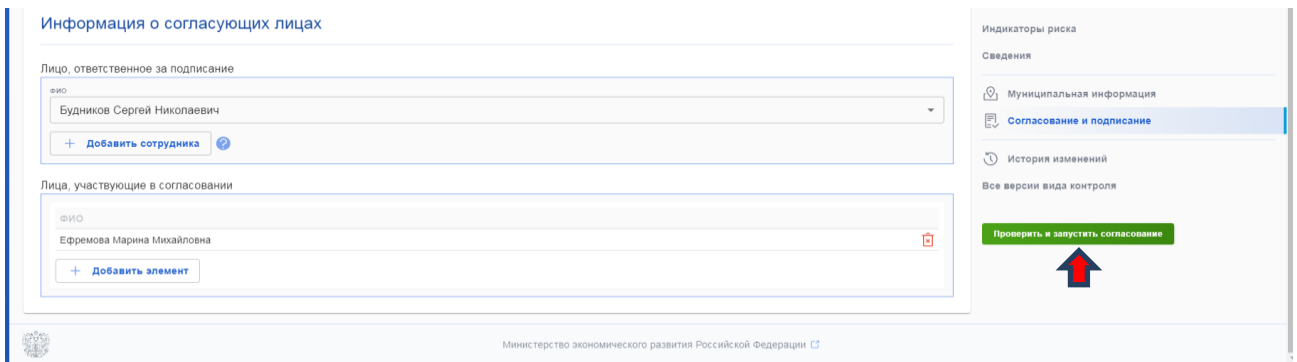 Информация о согласующих лицах
Лицо, ответственное за подписание
ФИО
Будников Сергей Николаевич
+ Добавить сотрудника ?
Лица, участвующие в согласовании
ФИО
Ефремова Марина Михайловна
+ Добавить элемент
Индикаторы риска
Сведения
Муниципальная информация
Согласование и подписание
История изменений
Все версии вида контроля
Проверить и запустить согласование
Министерство экономического развития Российской Федерации